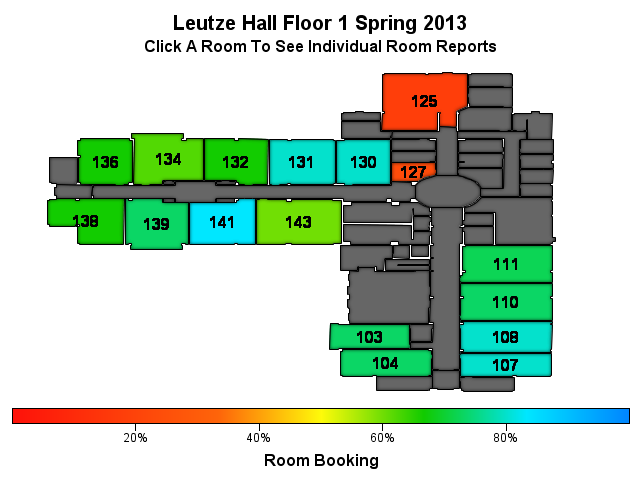 Leutze Hall Floor 1 Spring 2013
Click A Room To See Individual Room Reports
125
136 134 132 131 130
127
138 139 141 143
111
110
103 108
104 107
20% 40% 60% 80%
Room Booking